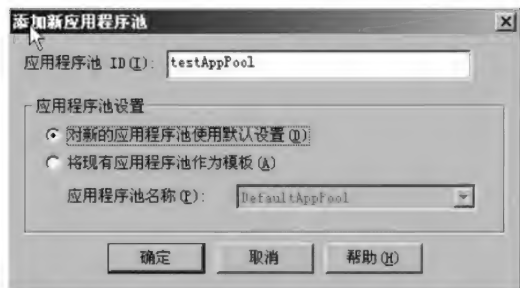 添加新应用程序池
应用程序池 ID(I): testAppPool
应用程序池设置
对新的应用程序池使用默认设置(D)
将现有应用程序池作为模板(A)
应用程序池名称(P): DefaultAppPool
确定 取消 帮助(H)